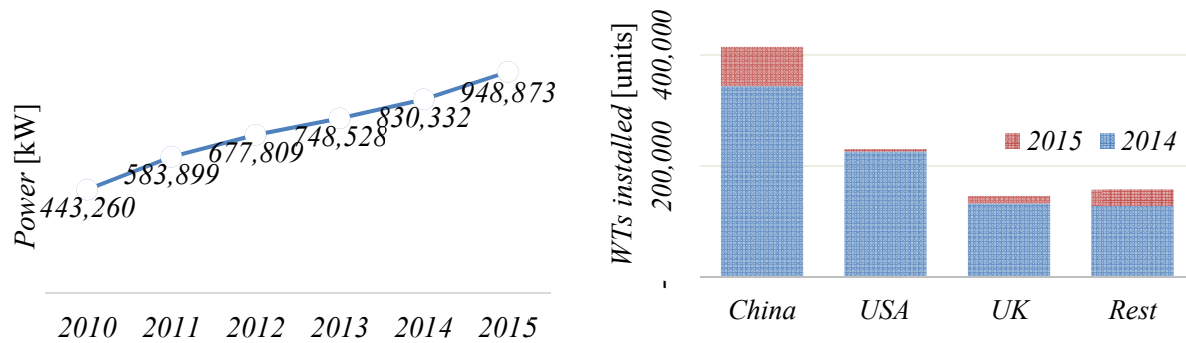 Power [kW]
443,260
583,899
677,809
748,528
830,332
948,873
2010 2011 2012 2013 2014 2015
WTs installed [units]
400,000
200,000
-
2015 2014
China USA UK Rest